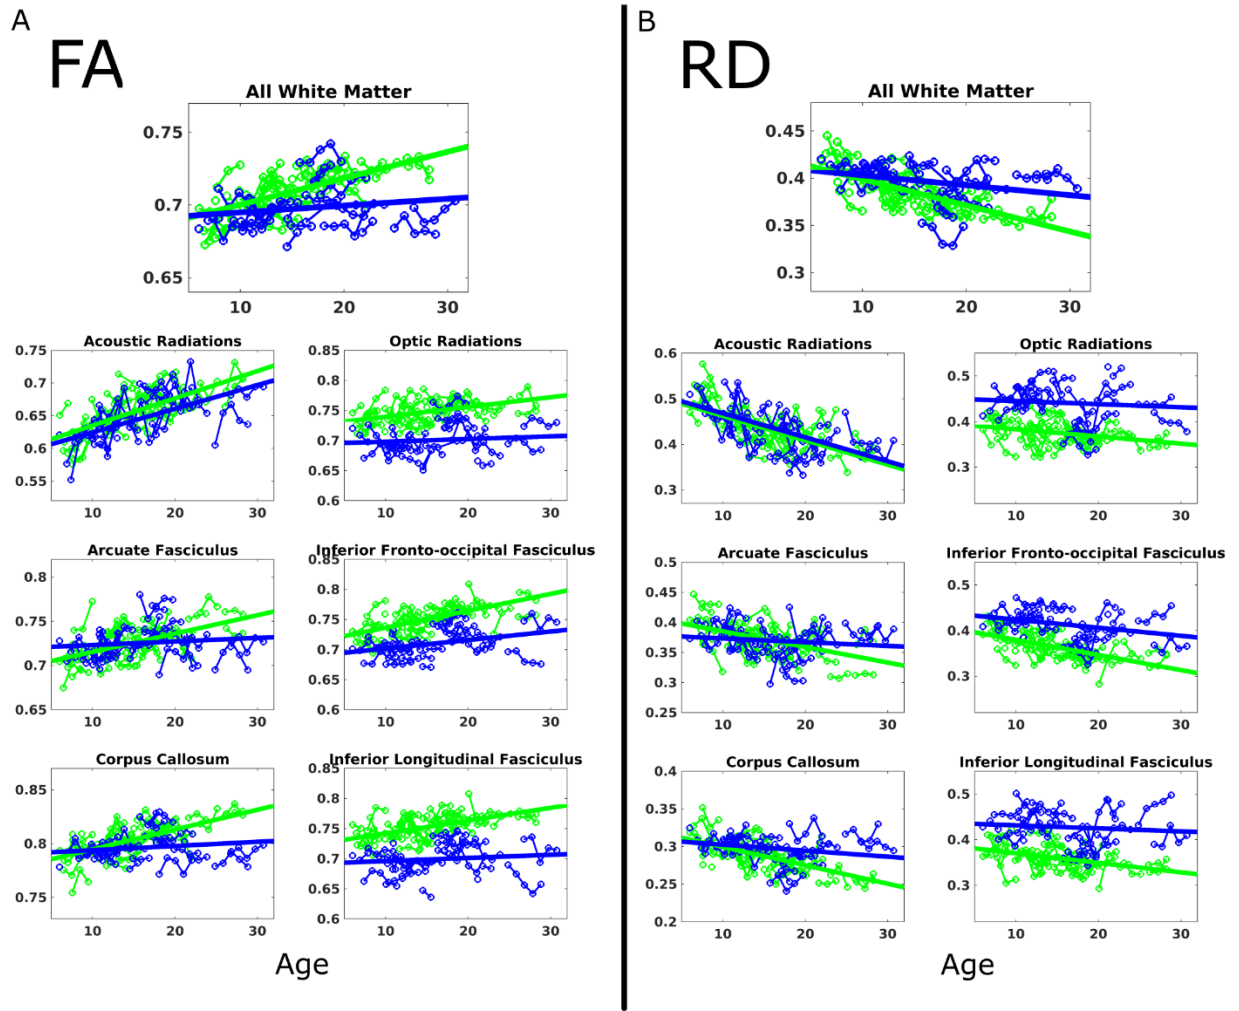 A
FA
All White Matter
0.75
0.7
0.65
10 20 30
Acoustic Radiations
0.75
0.7
0.65
0.6
0.55
10 20 30
Optic Radiations
0.85
0.8
0.75
0.7
0.65
0.6
10 20 30
Arcuate Fasciculus
0.8
0.75
0.7
0.65
10 20 30
Inferior Fronto-occipital Fasciculus
0.85
0.8
0.75
0.7
0.65
0.6
10 20 30
Corpus Callosum
0.85
0.8
0.75
10 20 30
Inferior Longitudinal Fasciculus
0.85
0.8
0.75
0.7
0.65
0.6
10 20 30
Age
B
RD
All White Matter
0.45
0.4
0.35
0.3
10 20 30
Acoustic Radiations
0.6
0.5
0.4
0.3
10 20 30
Optic Radiations
0.5
0.4
0.3
10 20 30
Arcuate Fasciculus
0.5
0.45
0.4
0.35
0.3
0.25
10 20 30
Inferior Fronto-occipital Fasciculus
0.5
0.4
0.3
10 20 30
Corpus Callosum
0.4
0.35
0.3
0.25
0.2
10 20 30
Inferior Longitudinal Fasciculus
0.5
0.4
0.3
10 20 30
Age